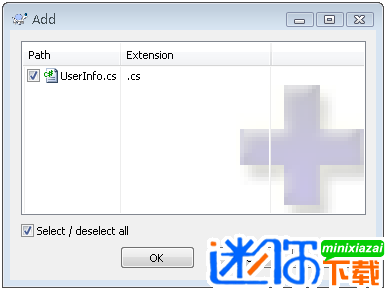 Add
Path Extension
UserInfo.cs .cs
Select / deselect all
OK
迷你
minixiazai
下载